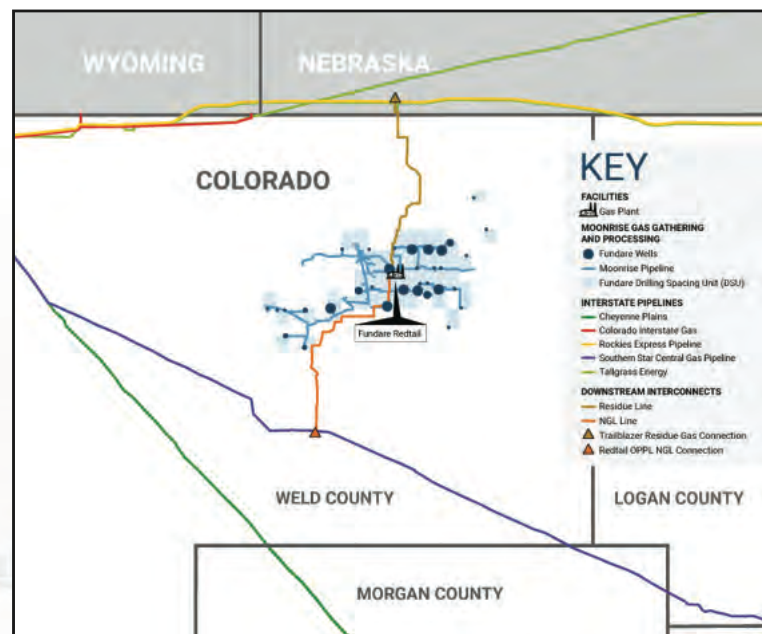 WYOMING
NEBRASKA
COLORADO
KEY
FACILITIES
Gas Plant
MOONRISE GAS GATHERING
AND PROCESSING
Fundare Wells
Moonrise Pipeline
Fundare Drilling Spacing Unit (DSU)
INTERSTATE PIPELINES
Cheyenne Plains
Colorado Interstate Gas
Rockies Express Pipeline
Southern Star Central Gas Pipeline
Tallgrass Energy
DOWNSTREAM INTERCONNECTS
Residue Line
NGL Line
Trailblazer Residue Gas Connection
Redtail OPPL NGL Connection
Fundare Redtail
WELD COUNTY
LOGAN COUNTY
MORGAN COUNTY